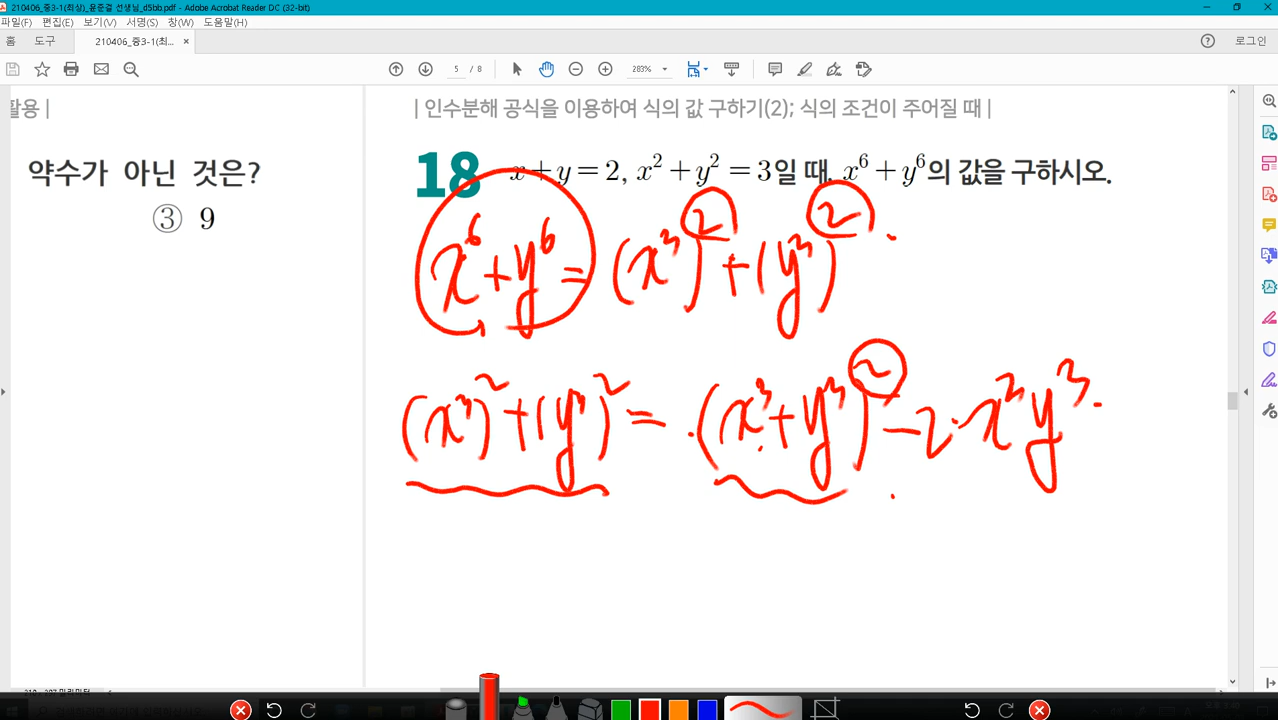 210406_중3-1(최상)_윤준걸 선생님_d5bb.pdf - Adobe Acrobat Reader DC (32-bit)
파일(F) 편집(E) 보기(V) 서명(S) 창(W) 도움말(H)
홈 도구 210406_중3-1(최... × 로그인
5 / 8 283%
활용 |
| 인수분해 공식을 이용하여 식의 값 구하기(2); 식의 조건이 주어질 때 |
약수가 아닌 것은?
③ 9
18 x + y = 2, x² + y² = 3일 때, x⁶ + y⁶의 값을 구하시오.
x⁶ + y⁶ = (x³)² + (y³)²
(x³)² + (y³)² = (x³ + y³)² - 2·x³y³